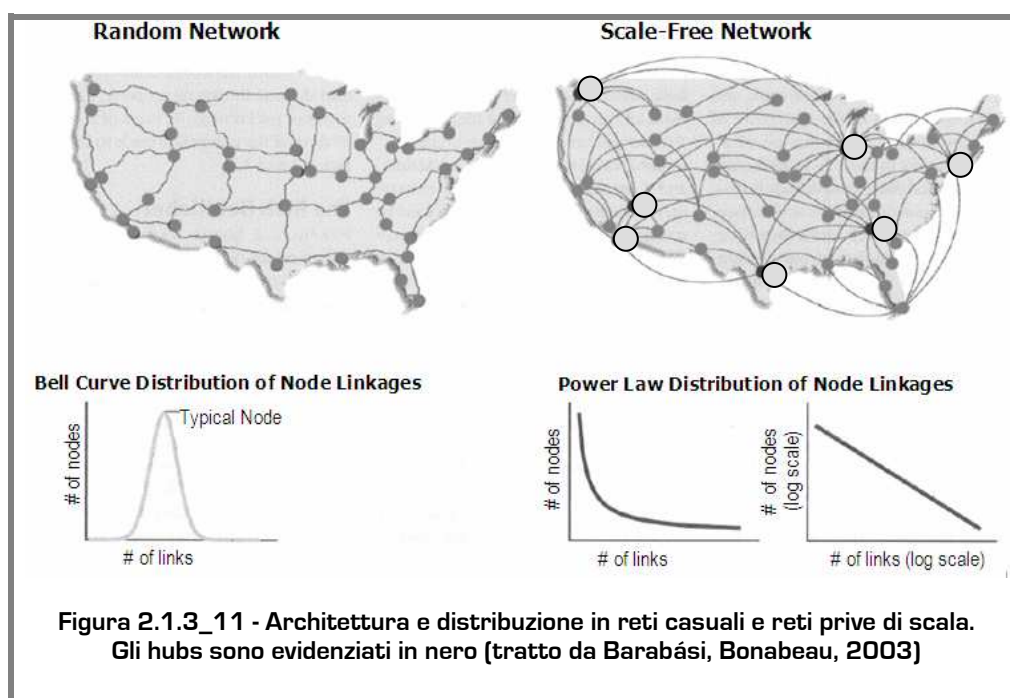 Random Network
Scale-Free Network
Bell Curve Distribution of Node Linkages
Typical Node
# of nodes
# of links
Power Law Distribution of Node Linkages
# of nodes
# of links
# of nodes
(log scale)
# of links (log scale)
Figura 2.1.3_11 - Architettura e distribuzione in reti casuali e reti prive di scala.
Gli hubs sono evidenziati in nero (tratto da Barabási, Bonabeau, 2003)